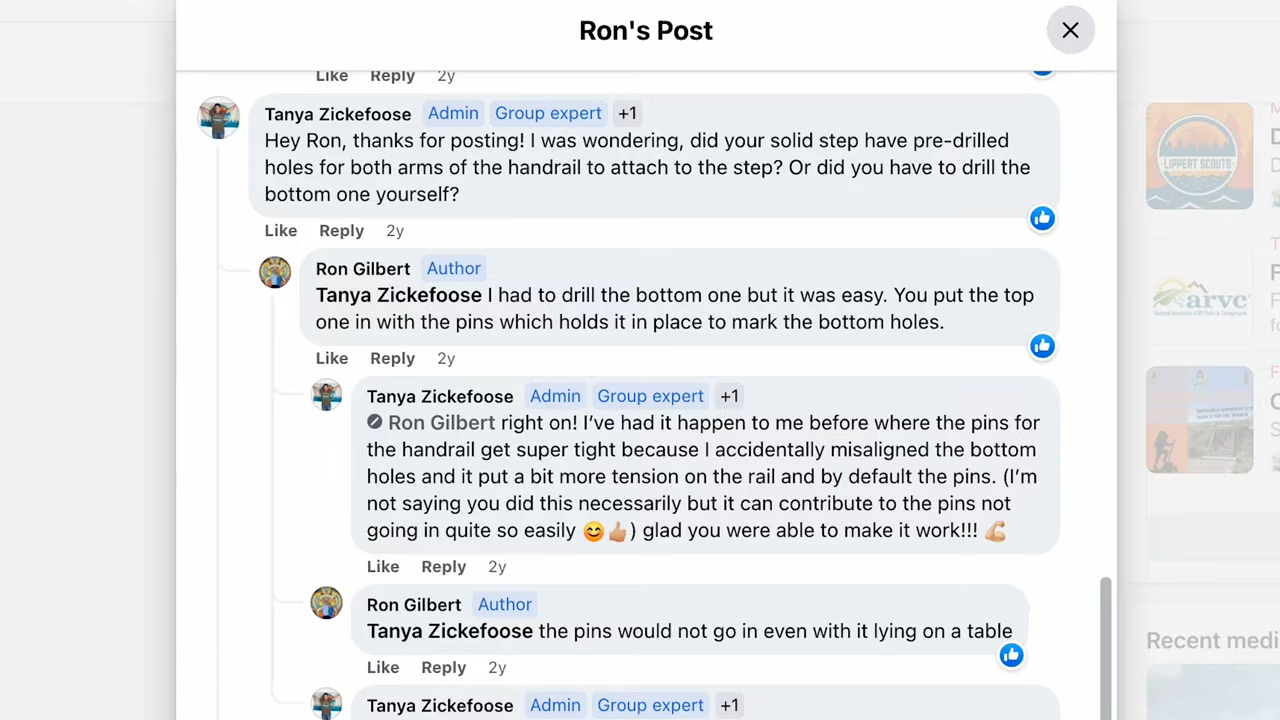 Ron's Post
Like Reply 2y
Tanya Zickefoose Admin Group expert +1
Hey Ron, thanks for posting! I was wondering, did your solid step have pre-drilled
holes for both arms of the handrail to attach to the step? Or did you have to drill the
bottom one yourself?
Like Reply 2y
Ron Gilbert Author
Tanya Zickefoose I had to drill the bottom one but it was easy. You put the top
one in with the pins which holds it in place to mark the bottom holes.
Like Reply 2y
Tanya Zickefoose Admin Group expert +1
Ron Gilbert right on! I’ve had it happen to me before where the pins for
the handrail get super tight because I accidentally misaligned the bottom
holes and it put a bit more tension on the rail and by default the pins. (I’m
not saying you did this necessarily but it can contribute to the pins not
going in quite so easily 😊👍🏼) glad you were able to make it work!!! 💪🏼
Like Reply 2y
Ron Gilbert Author
Tanya Zickefoose the pins would not go in even with it lying on a table
Like Reply 2y
Tanya Zickefoose Admin Group expert +1
LIPPERT SCOUTS
arvc
Recent medi